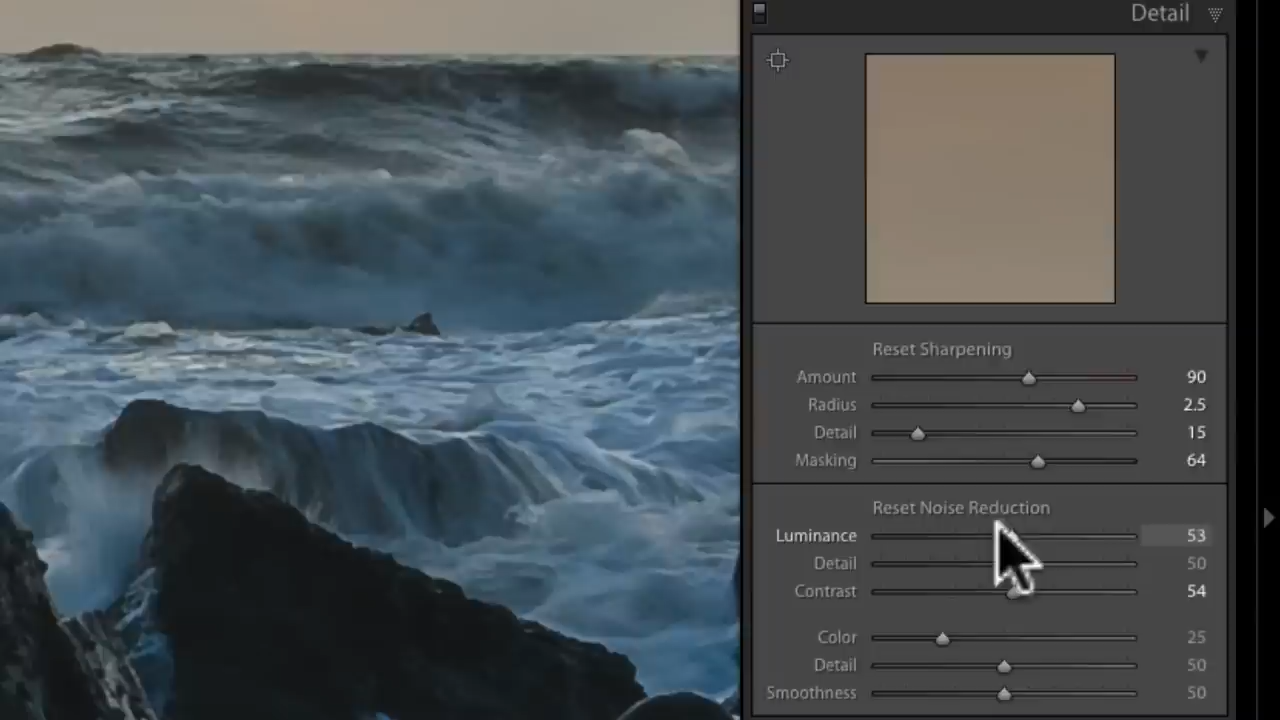 Detail
Reset Sharpening
Amount 90
Radius 2.5
Detail 15
Masking 64
Reset Noise Reduction
Luminance 53
Detail 50
Contrast 54
Color 25
Detail 50
Smoothness 50